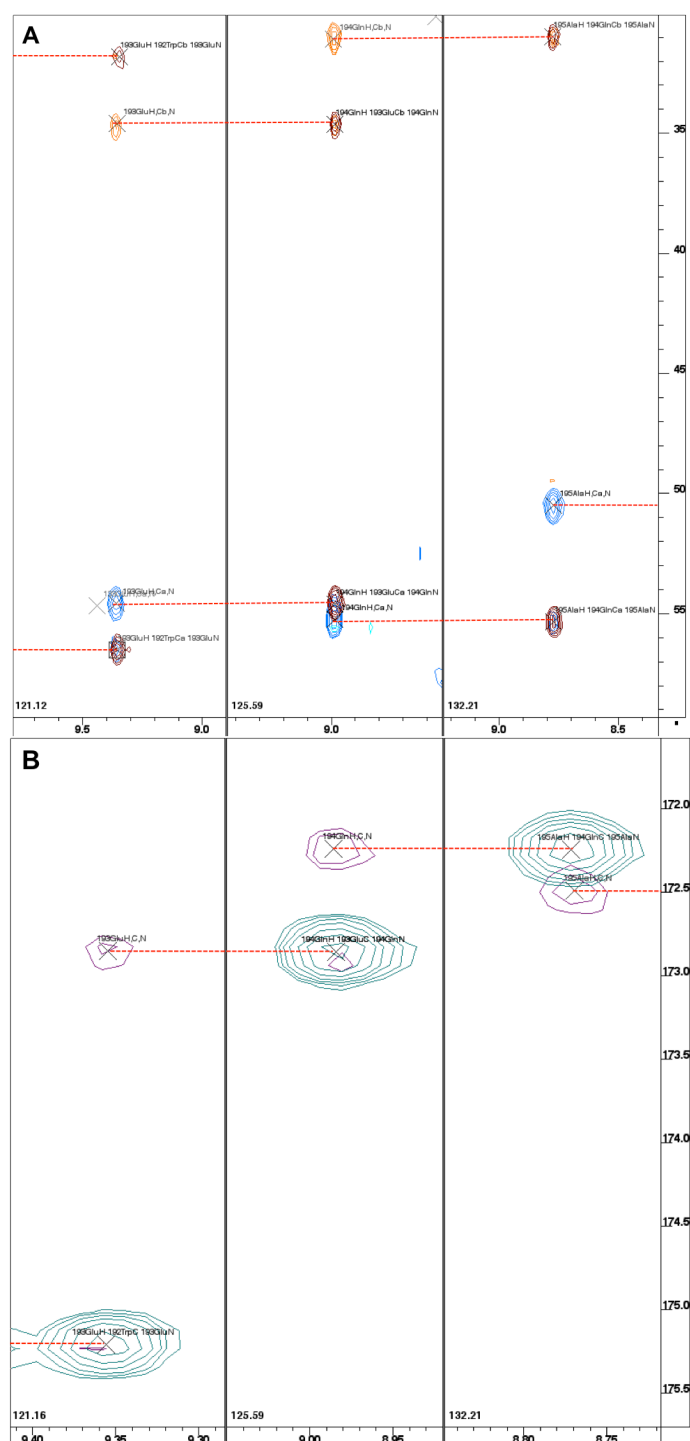 A
193GluH 192TrpCb 193GluN
194GlnH,Cb,N
195AlaH 194GlnCb 195AlaN
193GluH,Cb,N
194GlnH 193GluCb 194GlnN
35
40
45
50
195AlaH,Ca,N
193GluH,Ca,N
194GlnH 193GluCa 194GlnN
194GlnH,Ca,N
195AlaH 194GlnCa 195AlaN
55
193GluH 192TrpCa 193GluN
121.12
125.59
132.21
9.5
9.0
9.0
9.0
8.5
B
172.0
194GlnH,C,N
195AlaH 194GlnC 195AlaN
195AlaH,C,N
172.5
193GluH,C,N
194GlnH 193GluC 194GlnN
173.0
173.5
174.0
174.5
175.0
193GluH 192TrpC 193GluN
175.5
121.16
125.59
132.21
9.40
9.35
9.30
9.00
8.95
8.80
8.75